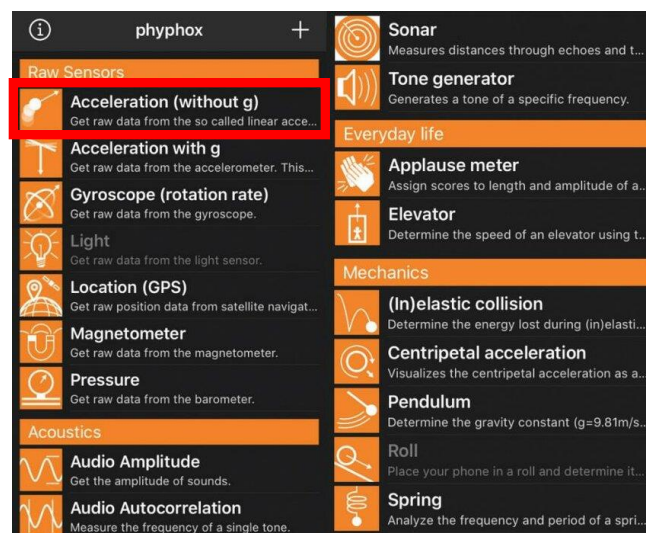 phyphox
Raw Sensors
Acceleration (without g)
Get raw data from the so called linear acce...
Acceleration with g
Get raw data from the accelerometer. This...
Gyroscope (rotation rate)
Get raw data from the gyroscope.
Light
Get raw data from the light sensor.
Location (GPS)
Get raw position data from satellite navigat...
Magnetometer
Get raw data from the magnetometer.
Pressure
Get raw data from the barometer.
Acoustics
Audio Amplitude
Get the amplitude of sounds.
Audio Autocorrelation
Measure the frequency of a single tone.
Sonar
Measures distances through echoes and t...
Tone generator
Generates a tone of a specific frequency.
Everyday life
Applause meter
Assign scores to length and amplitude of a..
Elevator
Determine the speed of an elevator using t..
Mechanics
(In)elastic collision
Determine the energy lost during (in)elasti...
Centripetal acceleration
Visualizes the centripetal acceleration as a...
Pendulum
Determine the gravity constant (g=9.81m/s..
Roll
Place your phone in a roll and determine it...
Spring
Analyze the frequency and period of a spri...